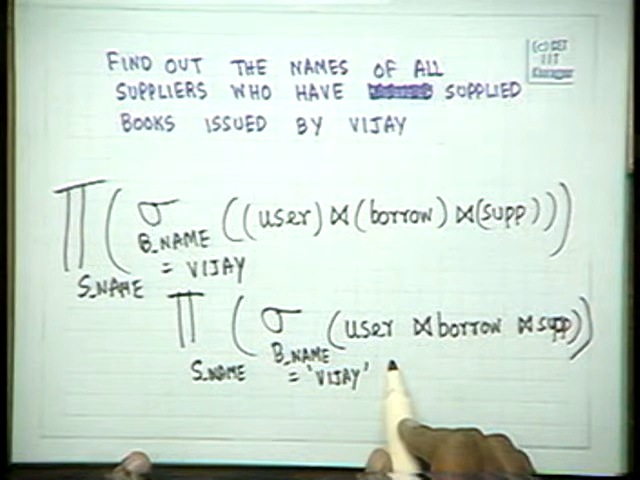 (c) CET
IIT
Kharagpur
FIND OUT THE NAMES OF ALL
SUPPLIERS WHO HAVE SUPPLIED
BOOKS ISSUED BY VIJAY
Π ( σ ((user) ⋈ (borrow) ⋈ (supp)))
B_NAME
= VIJAY
S_NAME
Π ( σ (user ⋈ borrow ⋈ supp))
B_NAME
S_NAME = 'VIJAY'